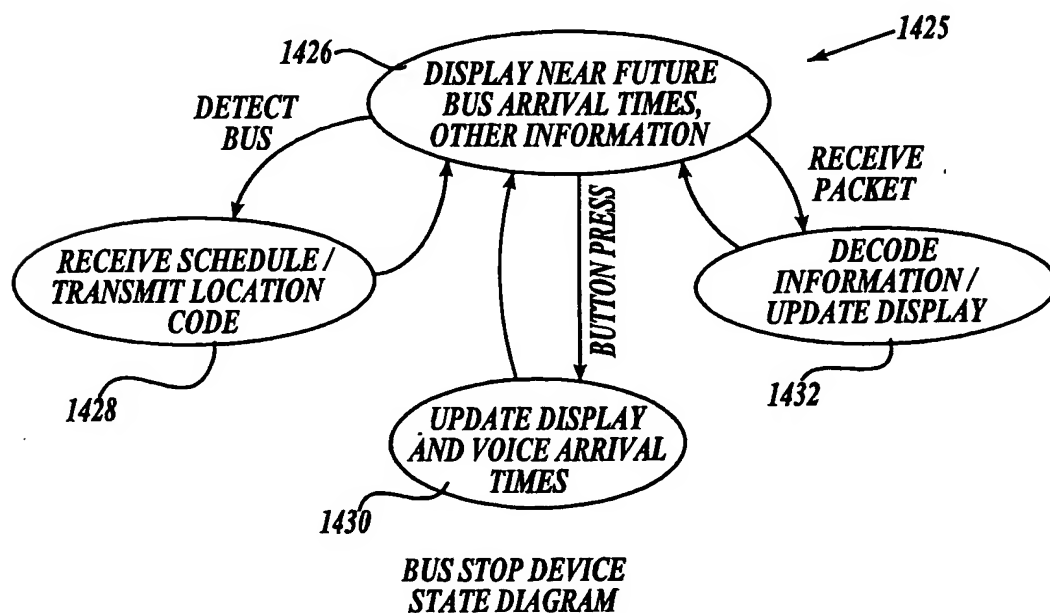 1425
1426
DISPLAY NEAR FUTURE
BUS ARRIVAL TIMES,
OTHER INFORMATION
DETECT
BUS
RECEIVE
PACKET
BUTTON PRESS
RECEIVE SCHEDULE /
TRANSMIT LOCATION
CODE
1428
DECODE
INFORMATION /
UPDATE DISPLAY
1432
UPDATE DISPLAY
AND VOICE ARRIVAL
TIMES
1430
BUS STOP DEVICE
STATE DIAGRAM